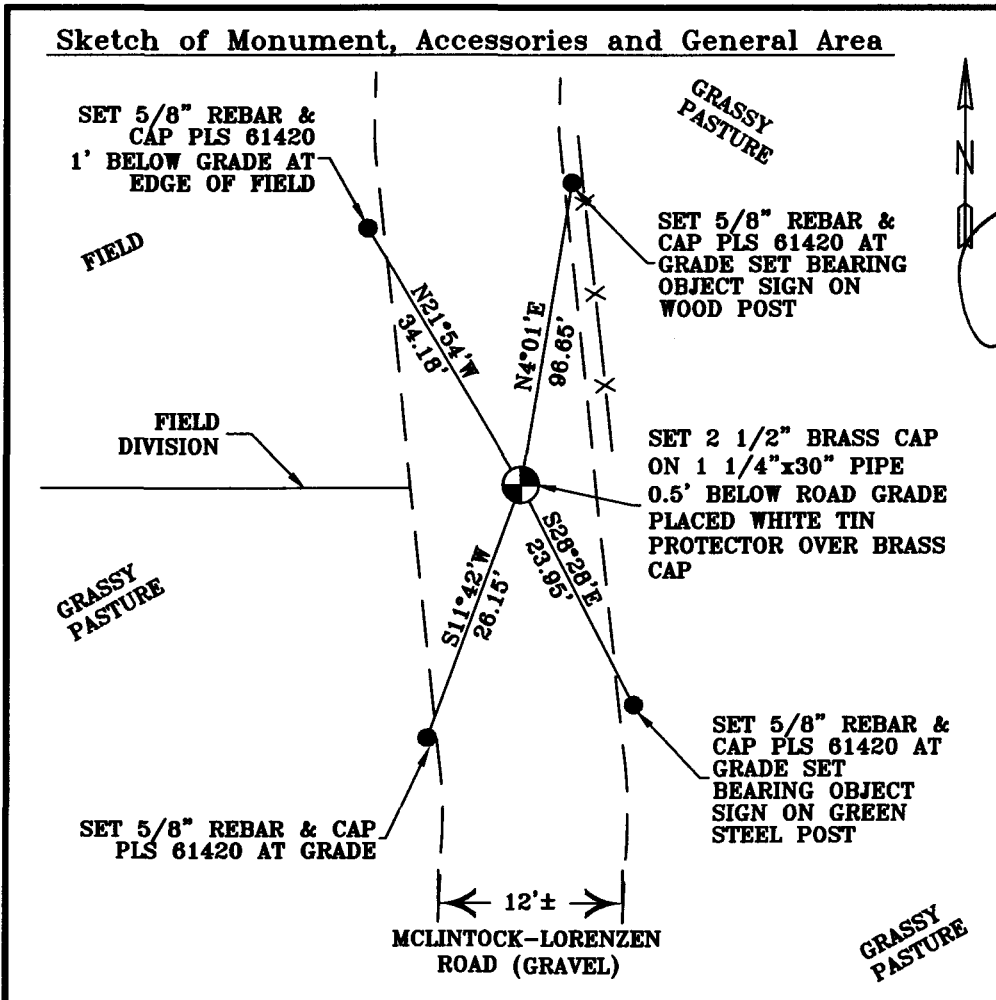 Sketch of Monument, Accessories and General Area
SET 5/8" REBAR &
CAP PLS 61420
1' BELOW GRADE AT
EDGE OF FIELD
GRASSY
PASTURE
N
FIELD
SET 5/8" REBAR &
CAP PLS 61420 AT
GRADE SET BEARING
OBJECT SIGN ON
WOOD POST
N21°54'W
34.18'
N4°01'E
96.65'
FIELD
DIVISION
SET 2 1/2" BRASS CAP
ON 1 1/4"x30" PIPE
0.5' BELOW ROAD GRADE
PLACED WHITE TIN
PROTECTOR OVER BRASS
CAP
GRASSY
PASTURE
S11°42'W
26.15'
S28°28'E
23.95'
SET 5/8" REBAR &
CAP PLS 61420 AT
GRADE SET
BEARING OBJECT
SIGN ON GREEN
STEEL POST
SET 5/8" REBAR & CAP
PLS 61420 AT GRADE
12'±
MCLINTOCK-LORENZEN
ROAD (GRAVEL)
GRASSY
PASTURE